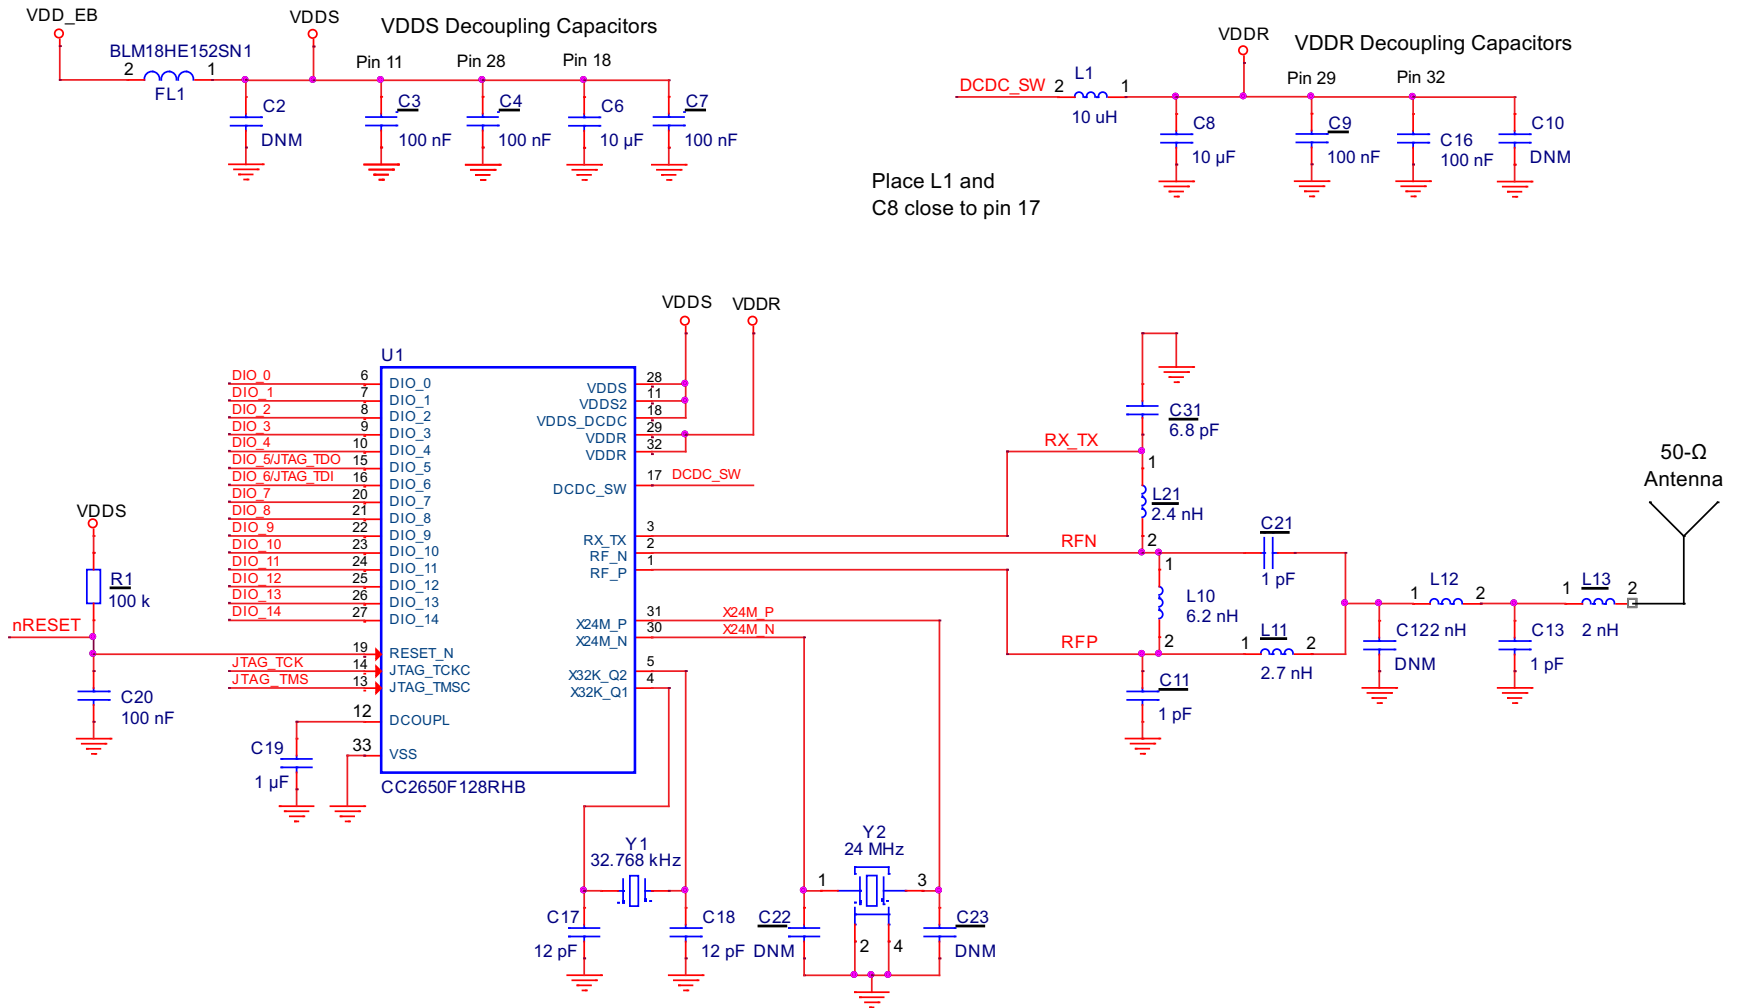 VDD_EB
VDDS
VDDS Decoupling Capacitors
BLM18HE152SN1
2
1
FL1
Pin 11
Pin 28
Pin 18
C2
DNM
C3
100 nF
C4
100 nF
C6
10 µF
C7
100 nF
VDDR
VDDR Decoupling Capacitors
DCDC_SW
2
L1
1
10 uH
Pin 29
Pin 32
C8
10 µF
C9
100 nF
C16
100 nF
C10
DNM
Place L1 and
C8 close to pin 17
VDDS
VDDR
U1
DIO_0 6 DIO_0
DIO_1 7 DIO_1
DIO_2 8 DIO_2
DIO_3 9 DIO_3
DIO_4 10 DIO_4
DIO_5/JTAG_TDO 15 DIO_5
DIO_6/JTAG_TDI 16 DIO_6
DIO_7 20 DIO_7
DIO_8 21 DIO_8
DIO_9 22 DIO_9
DIO_10 23 DIO_10
DIO_11 24 DIO_11
DIO_12 25 DIO_12
DIO_13 26 DIO_13
DIO_14 27 DIO_14
19 RESET_N
JTAG_TCK 14 JTAG_TCKC
JTAG_TMS 13 JTAG_TMSC
12 DCOUPL
33 VSS
VDDS 28
VDDS2 11
VDDS_DCDC 18
VDDR 29
VDDR 32
DCDC_SW 17 DCDC_SW
RX_TX 3
RF_N 2
RF_P 1
X24M_P 31 X24M_P
X24M_N 30 X24M_N
X32K_Q2 5
X32K_Q1 4
CC2650F128RHB
VDDS
R1
100 k
nRESET
C20
100 nF
C19
1 µF
Y1
32.768 kHz
C17
12 pF
C18
12 pF
Y2
24 MHz
1
3
2
4
C22
DNM
C23
DNM
C31
6.8 pF
RX_TX
1
L21
2.4 nH
2
RFN
1
L10
6.2 nH
2
RFP
C21
1 pF
1
L11
2
2.7 nH
C11
1 pF
1
L12
2
C122 nH
DNM
C13
1 pF
1
L13
2
2 nH
50-Ω
Antenna